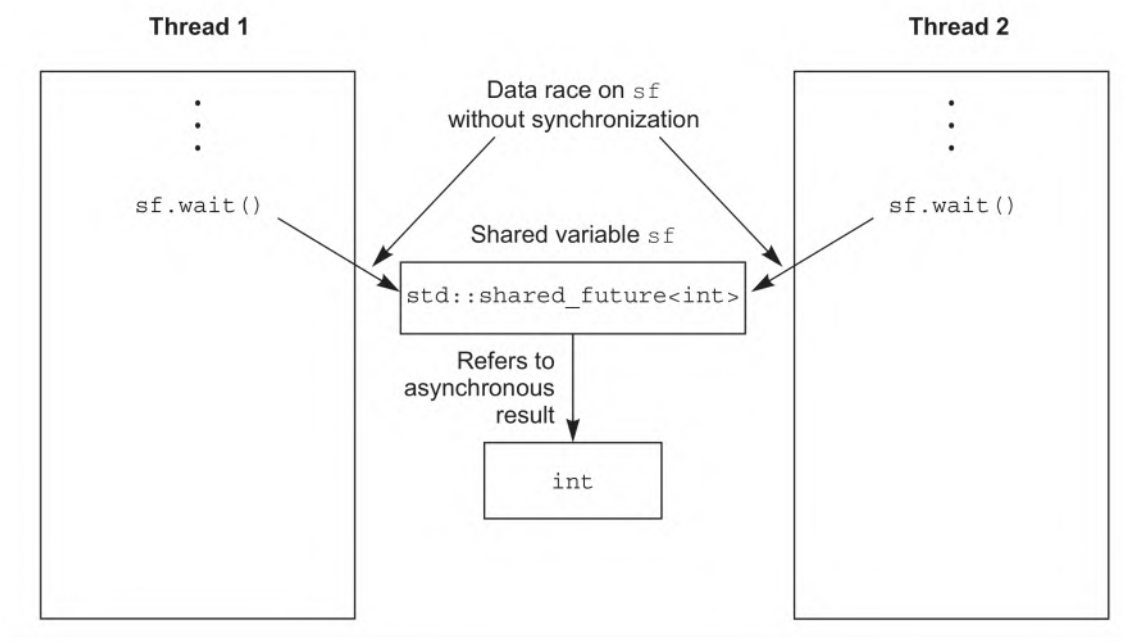 Thread 1
Thread 2
Data race on sf
without synchronization
sf.wait()
sf.wait()
Shared variable sf
std::shared_future<int>
Refers to
asynchronous
result
int